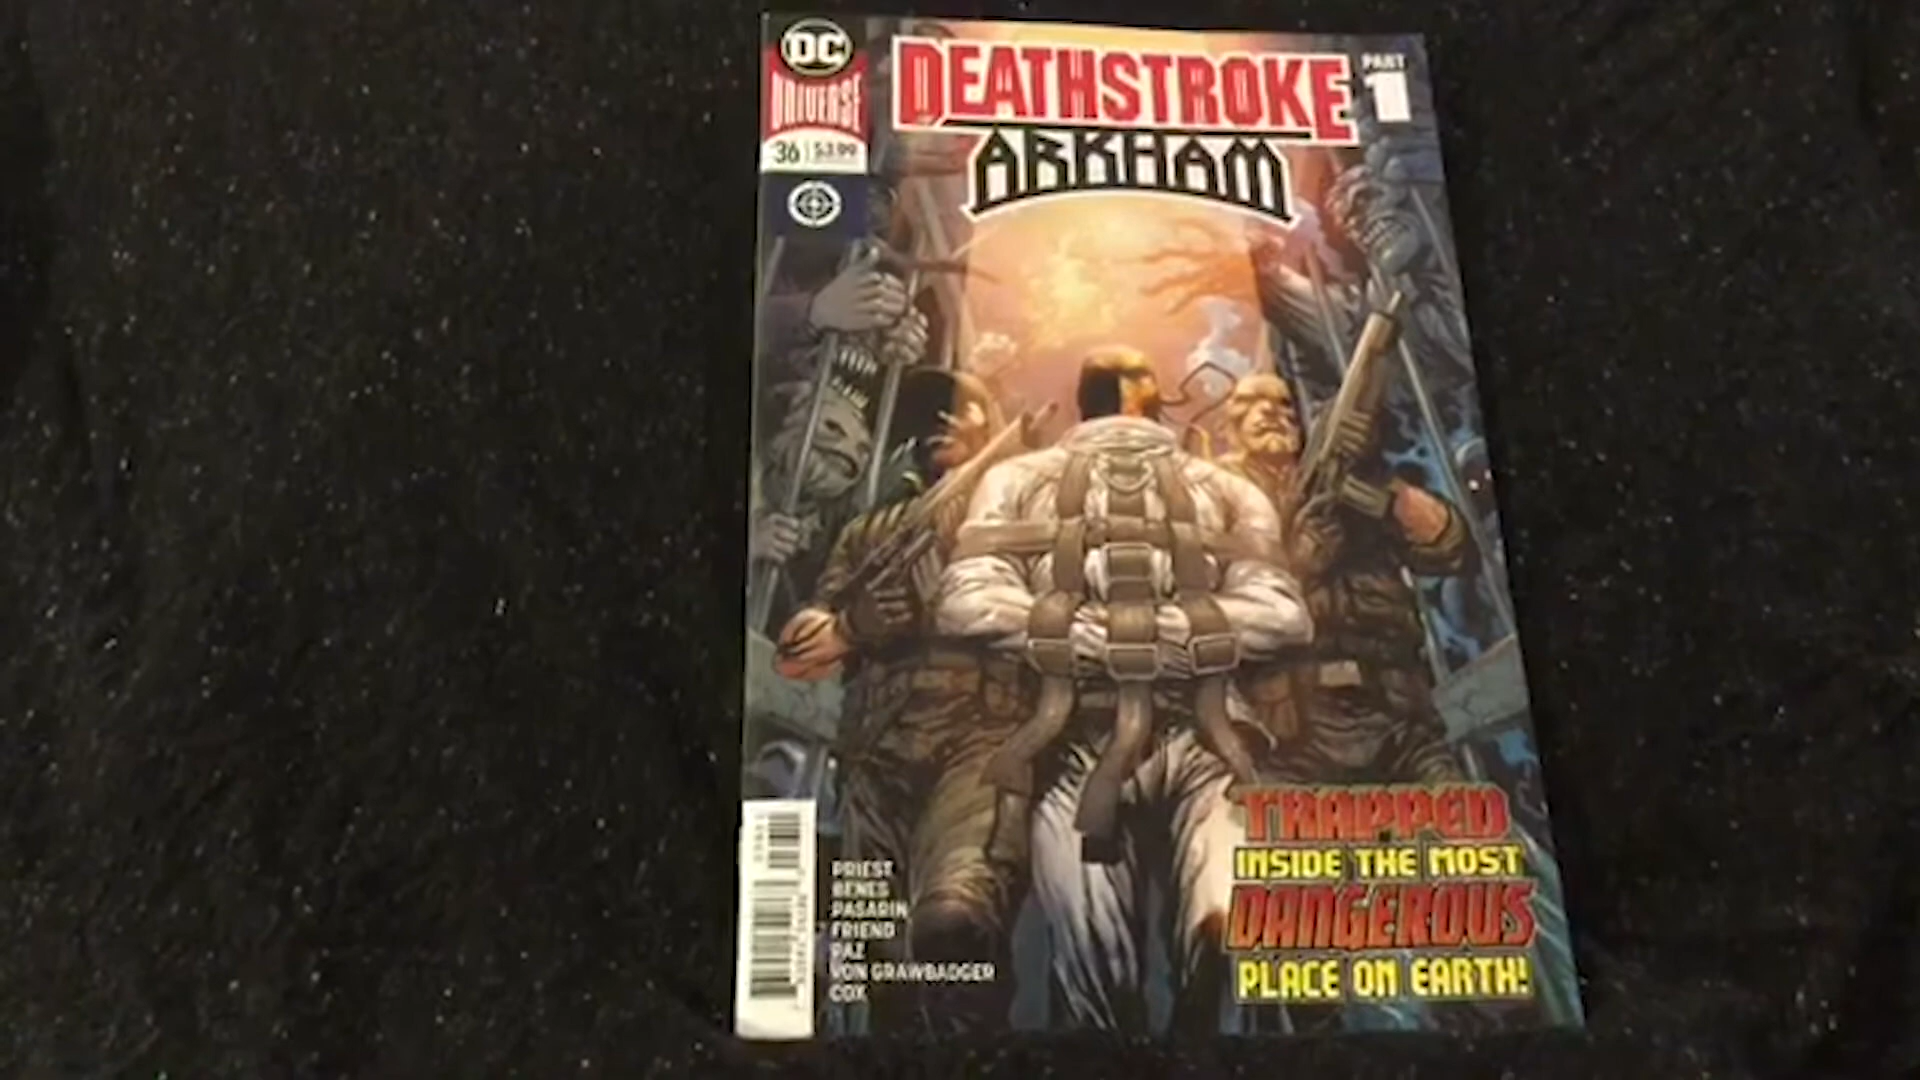 DC
UNIVERSE
36 $3.99
DEATHSTROKE
PART
1
ARKHAM
PRIEST
BENES
PASARIN
FRIEND
PAZ
VON GRAWBADGER
COX
TRAPPED
INSIDE THE MOST
DANGEROUS
PLACE ON EARTH!